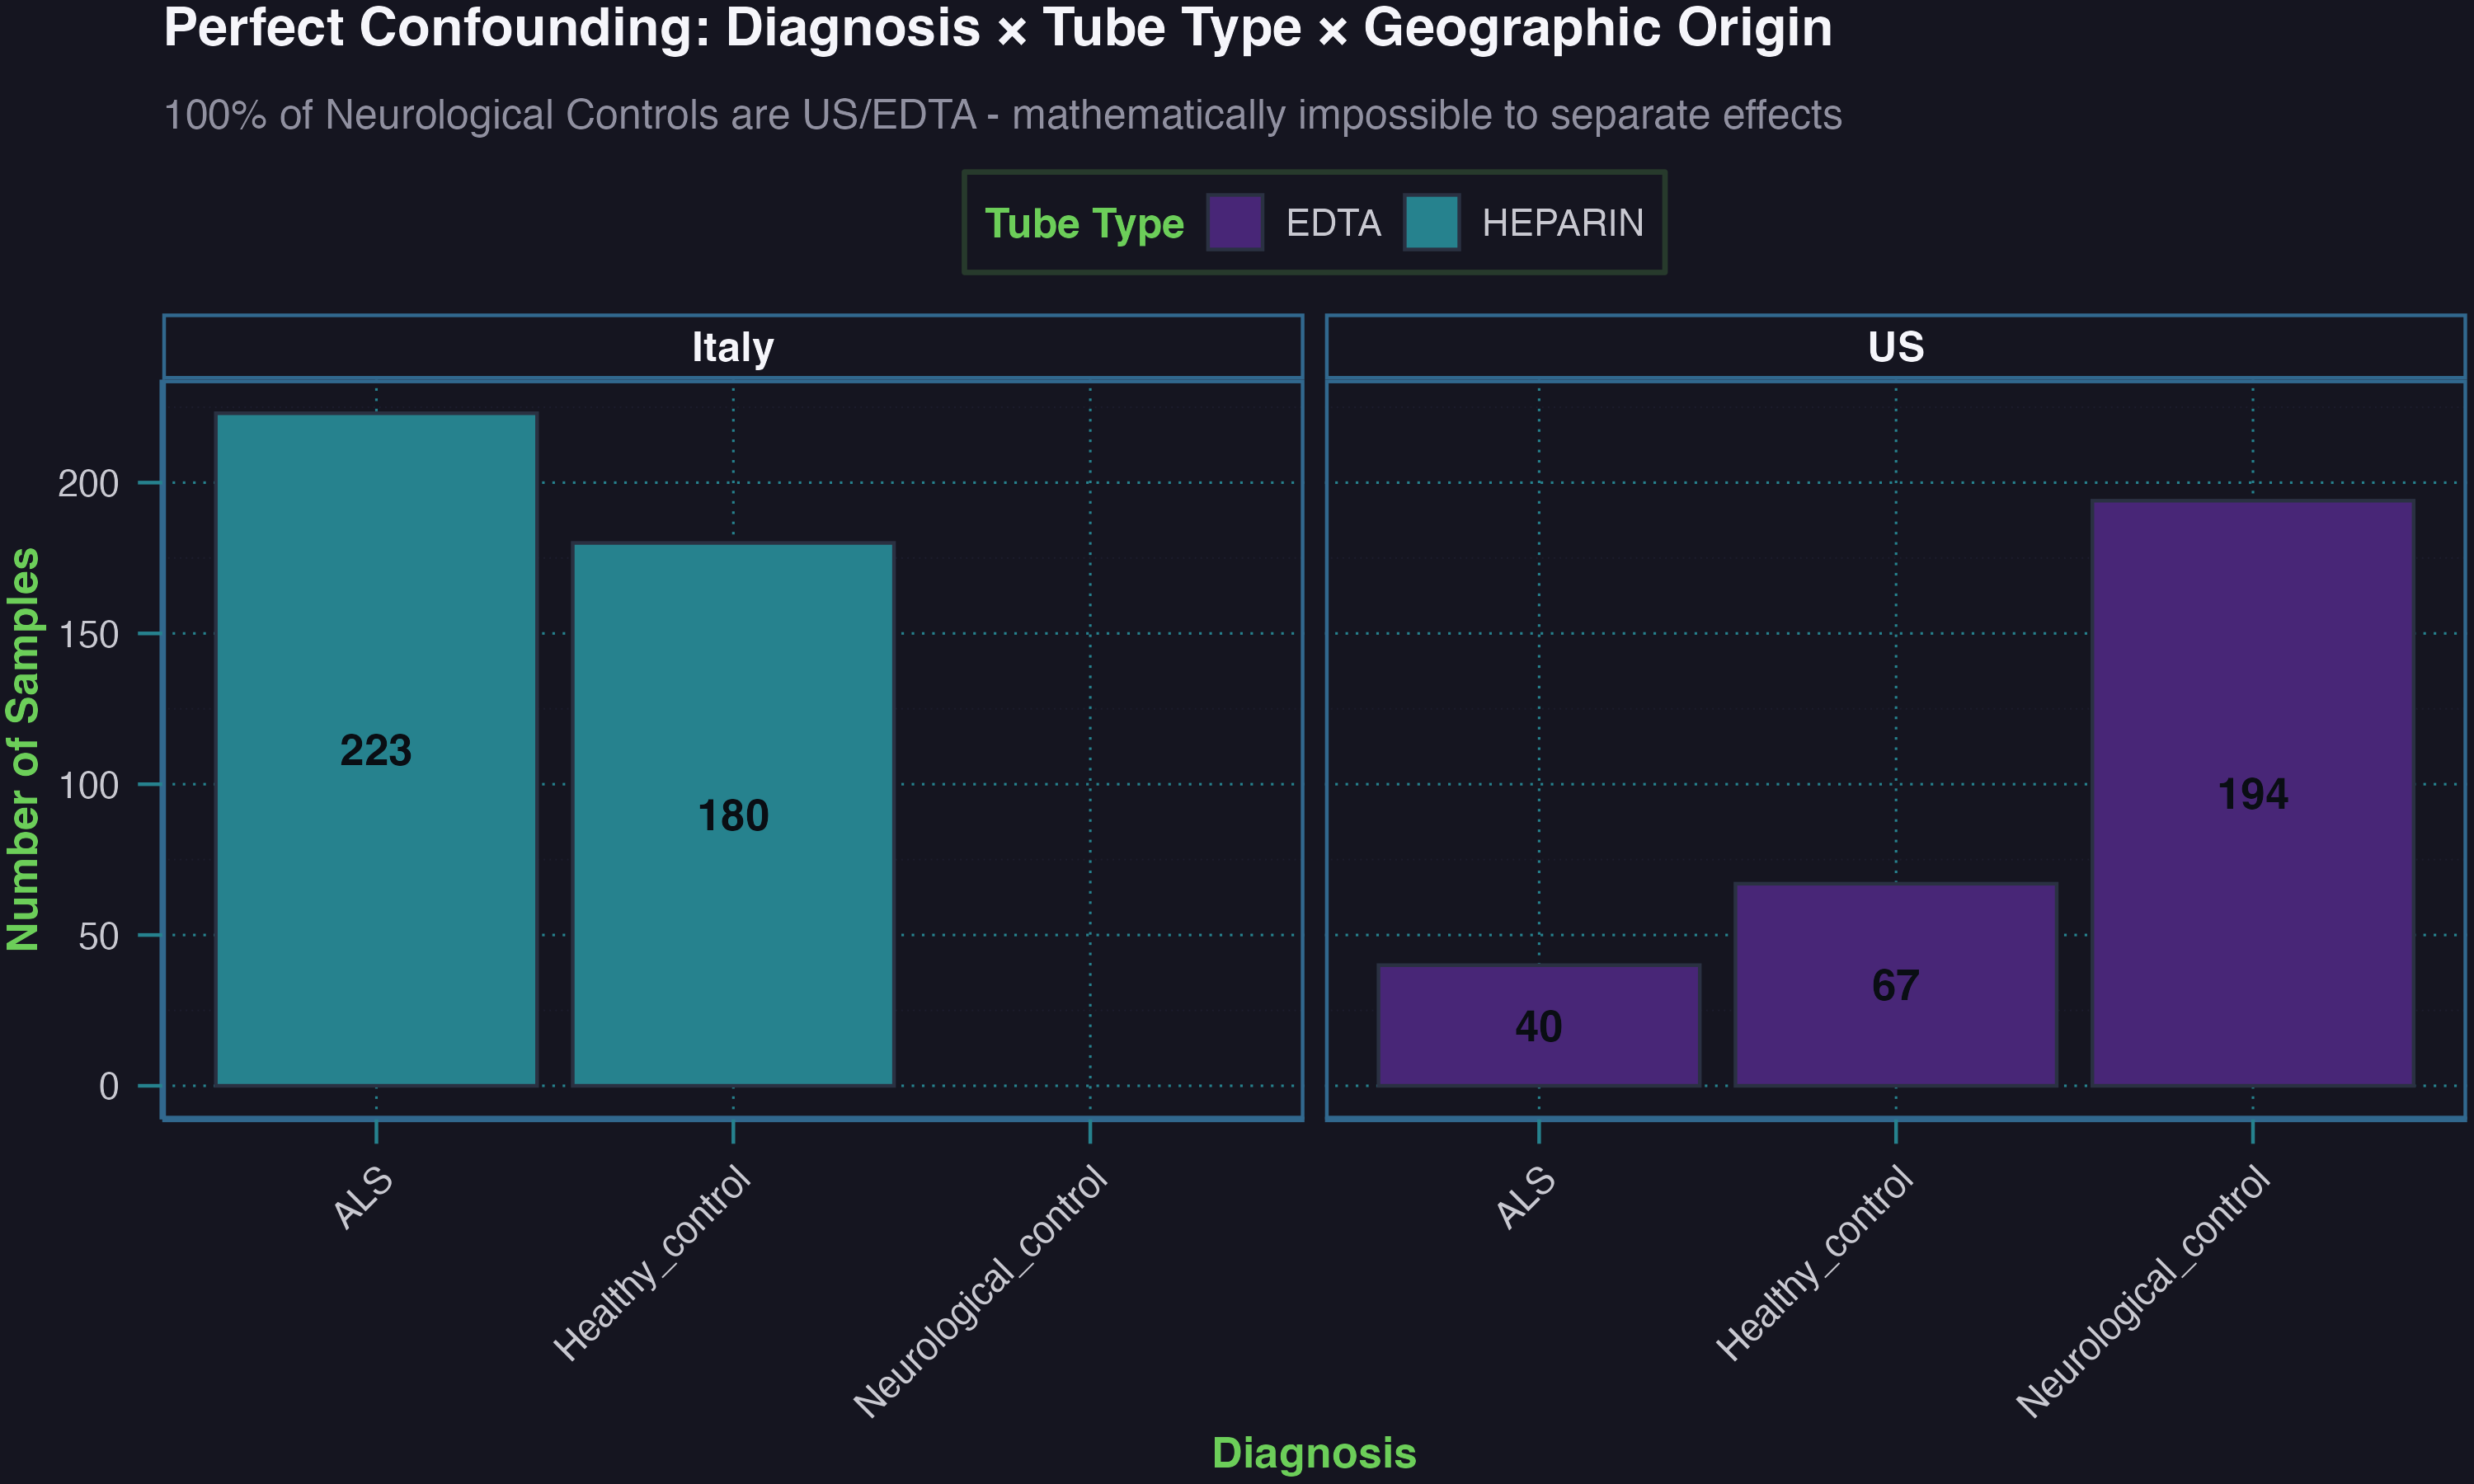 Perfect Confounding: Diagnosis × Tube Type × Geographic Origin
100% of Neurological Controls are US/EDTA - mathematically impossible to separate effects
Tube Type EDTA HEPARIN
Italy
US
Number of Samples
200
150
100
50
0
223
180
40
67
194
ALS
Healthy_control
Neurological_control
ALS
Healthy_control
Neurological_control
Diagnosis